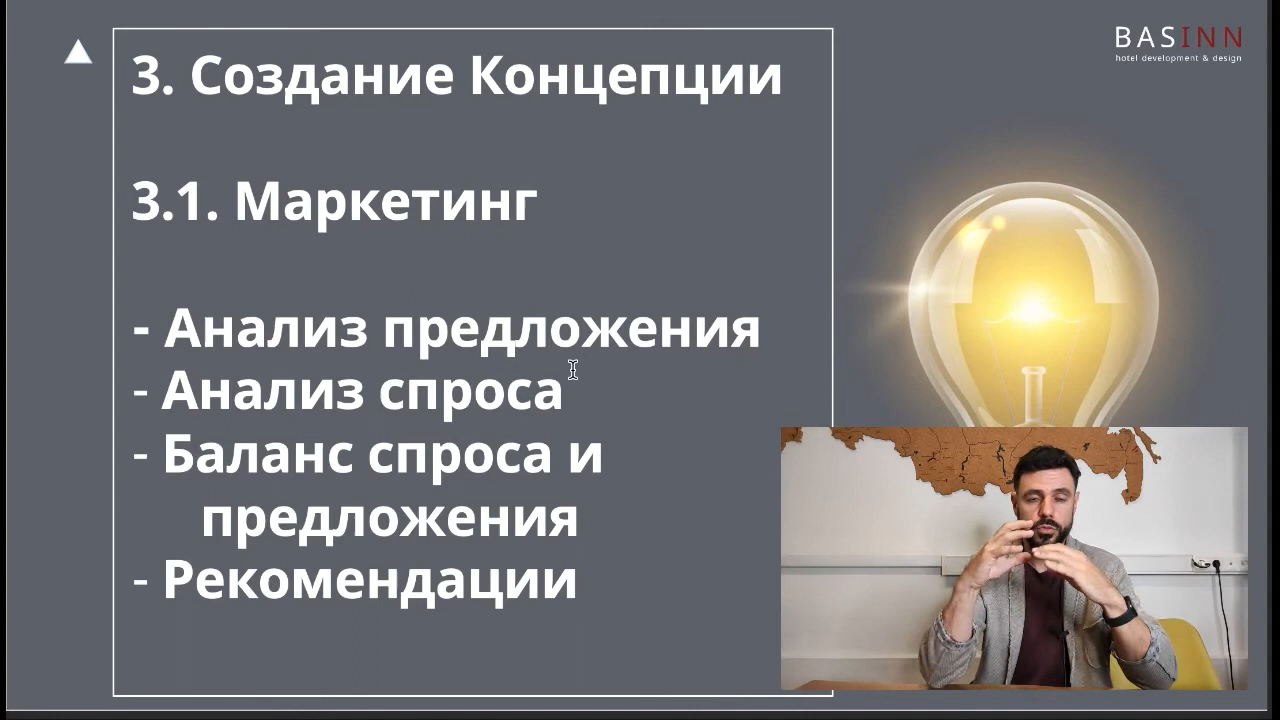 BASINN
hotel development & design
3. Создание Концепции
3.1. Маркетинг
- Анализ предложения
- Анализ спроса
- Баланс спроса и
предложения
- Рекомендации